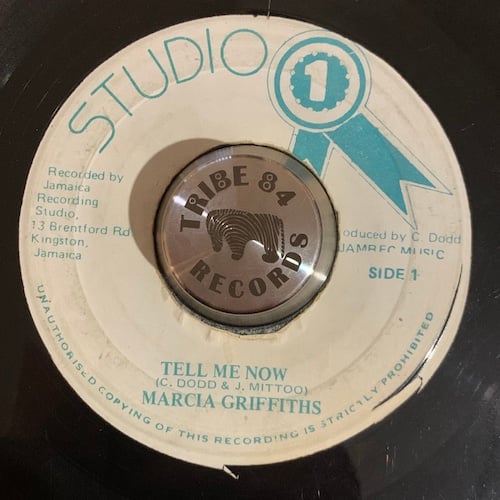 STUDIO 1
Recorded by
Jamaica
Recording
Studio,
13 Brentford Rd
Kingston,
Jamaica
TRIBE 84
RECORDS
oduced by C. Dodd
JAMREC MUSIC
SIDE 1
TELL ME NOW
(C. DODD & J. MITTOO)
MARCIA GRIFFITHS
UNAUTHORISED COPYING OF THIS RECORDING IS STRICTLY PROHIBITED